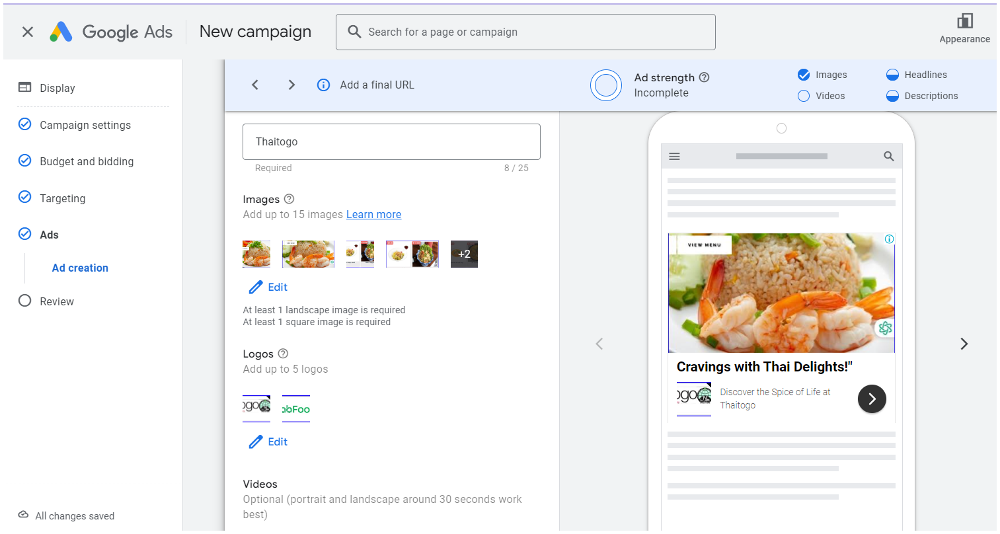 Google Ads
New campaign
Search for a page or campaign
Appearance
Display
Campaign settings
Budget and bidding
Targeting
Ads
Ad creation
Review
All changes saved
Add a final URL
Ad strength
Incomplete
Images
Headlines
Videos
Descriptions
Thaitogo
Required
8 / 25
Images
Add up to 15 images Learn more
+2
Edit
At least 1 landscape image is required
At least 1 square image is required
Logos
Add up to 5 logos
ogo
obFoo
Edit
Videos
Optional (portrait and landscape around 30 seconds work
best)
VIEW MENU
Cravings with Thai Delights!"
ogo
Discover the Spice of Life at
Thaitogo